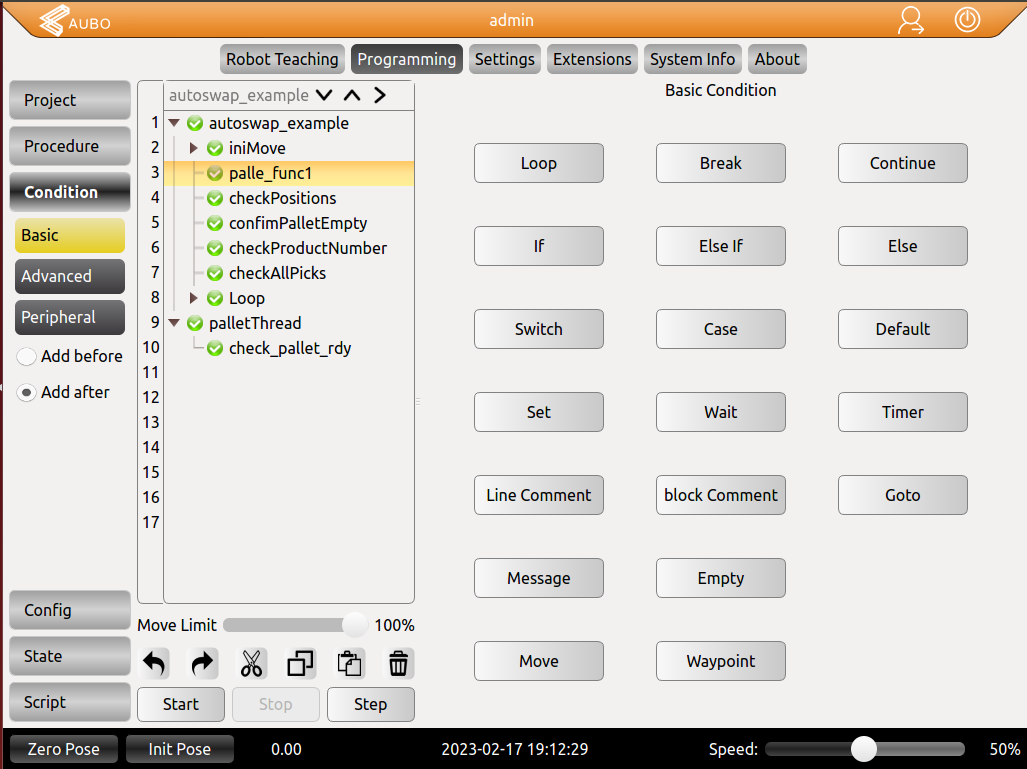 AUBO
admin
Robot Teaching
Programming
Settings
Extensions
System Info
About
Project
Procedure
Condition
Basic
Advanced
Peripheral
Add before
Add after
Config
State
Script
autoswap_example
1 autoswap_example
2 iniMove
3 palle_func1
4 checkPositions
5 confimPalletEmpty
6 checkProductNumber
7 checkAllPicks
8 Loop
9 palletThread
10 check_pallet_rdy
11
12
13
14
15
16
17
Move Limit 100%
Start
Stop
Step
Basic Condition
Loop
Break
Continue
If
Else If
Else
Switch
Case
Default
Set
Wait
Timer
Line Comment
block Comment
Goto
Message
Empty
Move
Waypoint
Zero Pose
Init Pose
0.00
2023-02-17 19:12:29
Speed: 50%